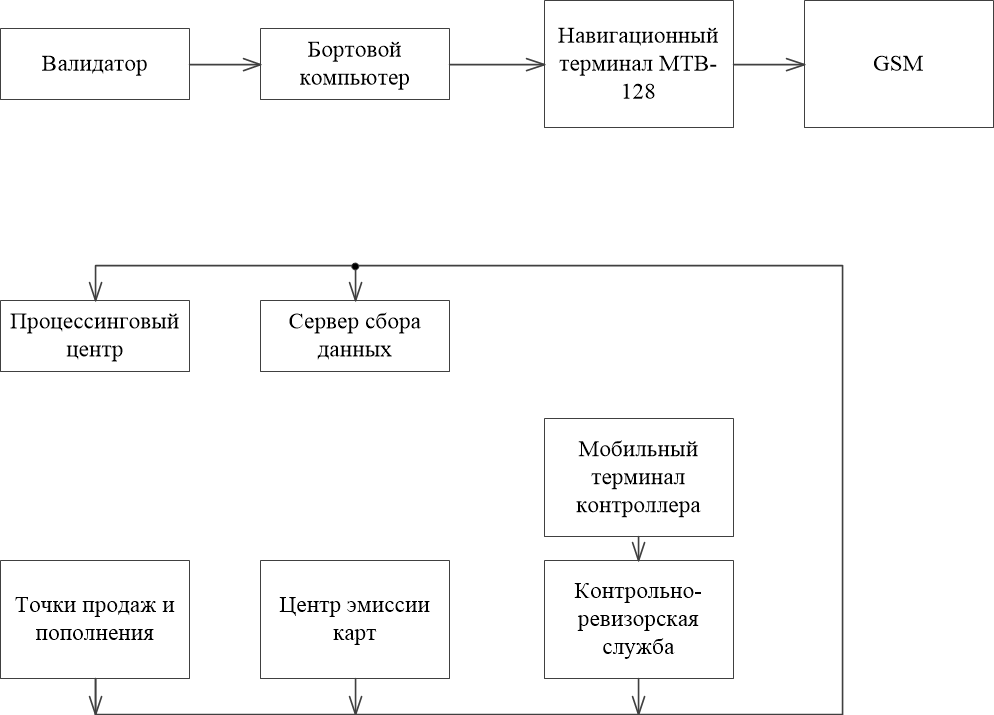 Валидатор
Бортовой
компьютер
Навигационный
терминал МТВ-
128
GSM
Процессинговый
центр
Сервер сбора
данных
Мобильный
терминал
контроллера
Точки продаж и
пополнения
Центр эмиссии
карт
Контрольно-
ревизорская
служба